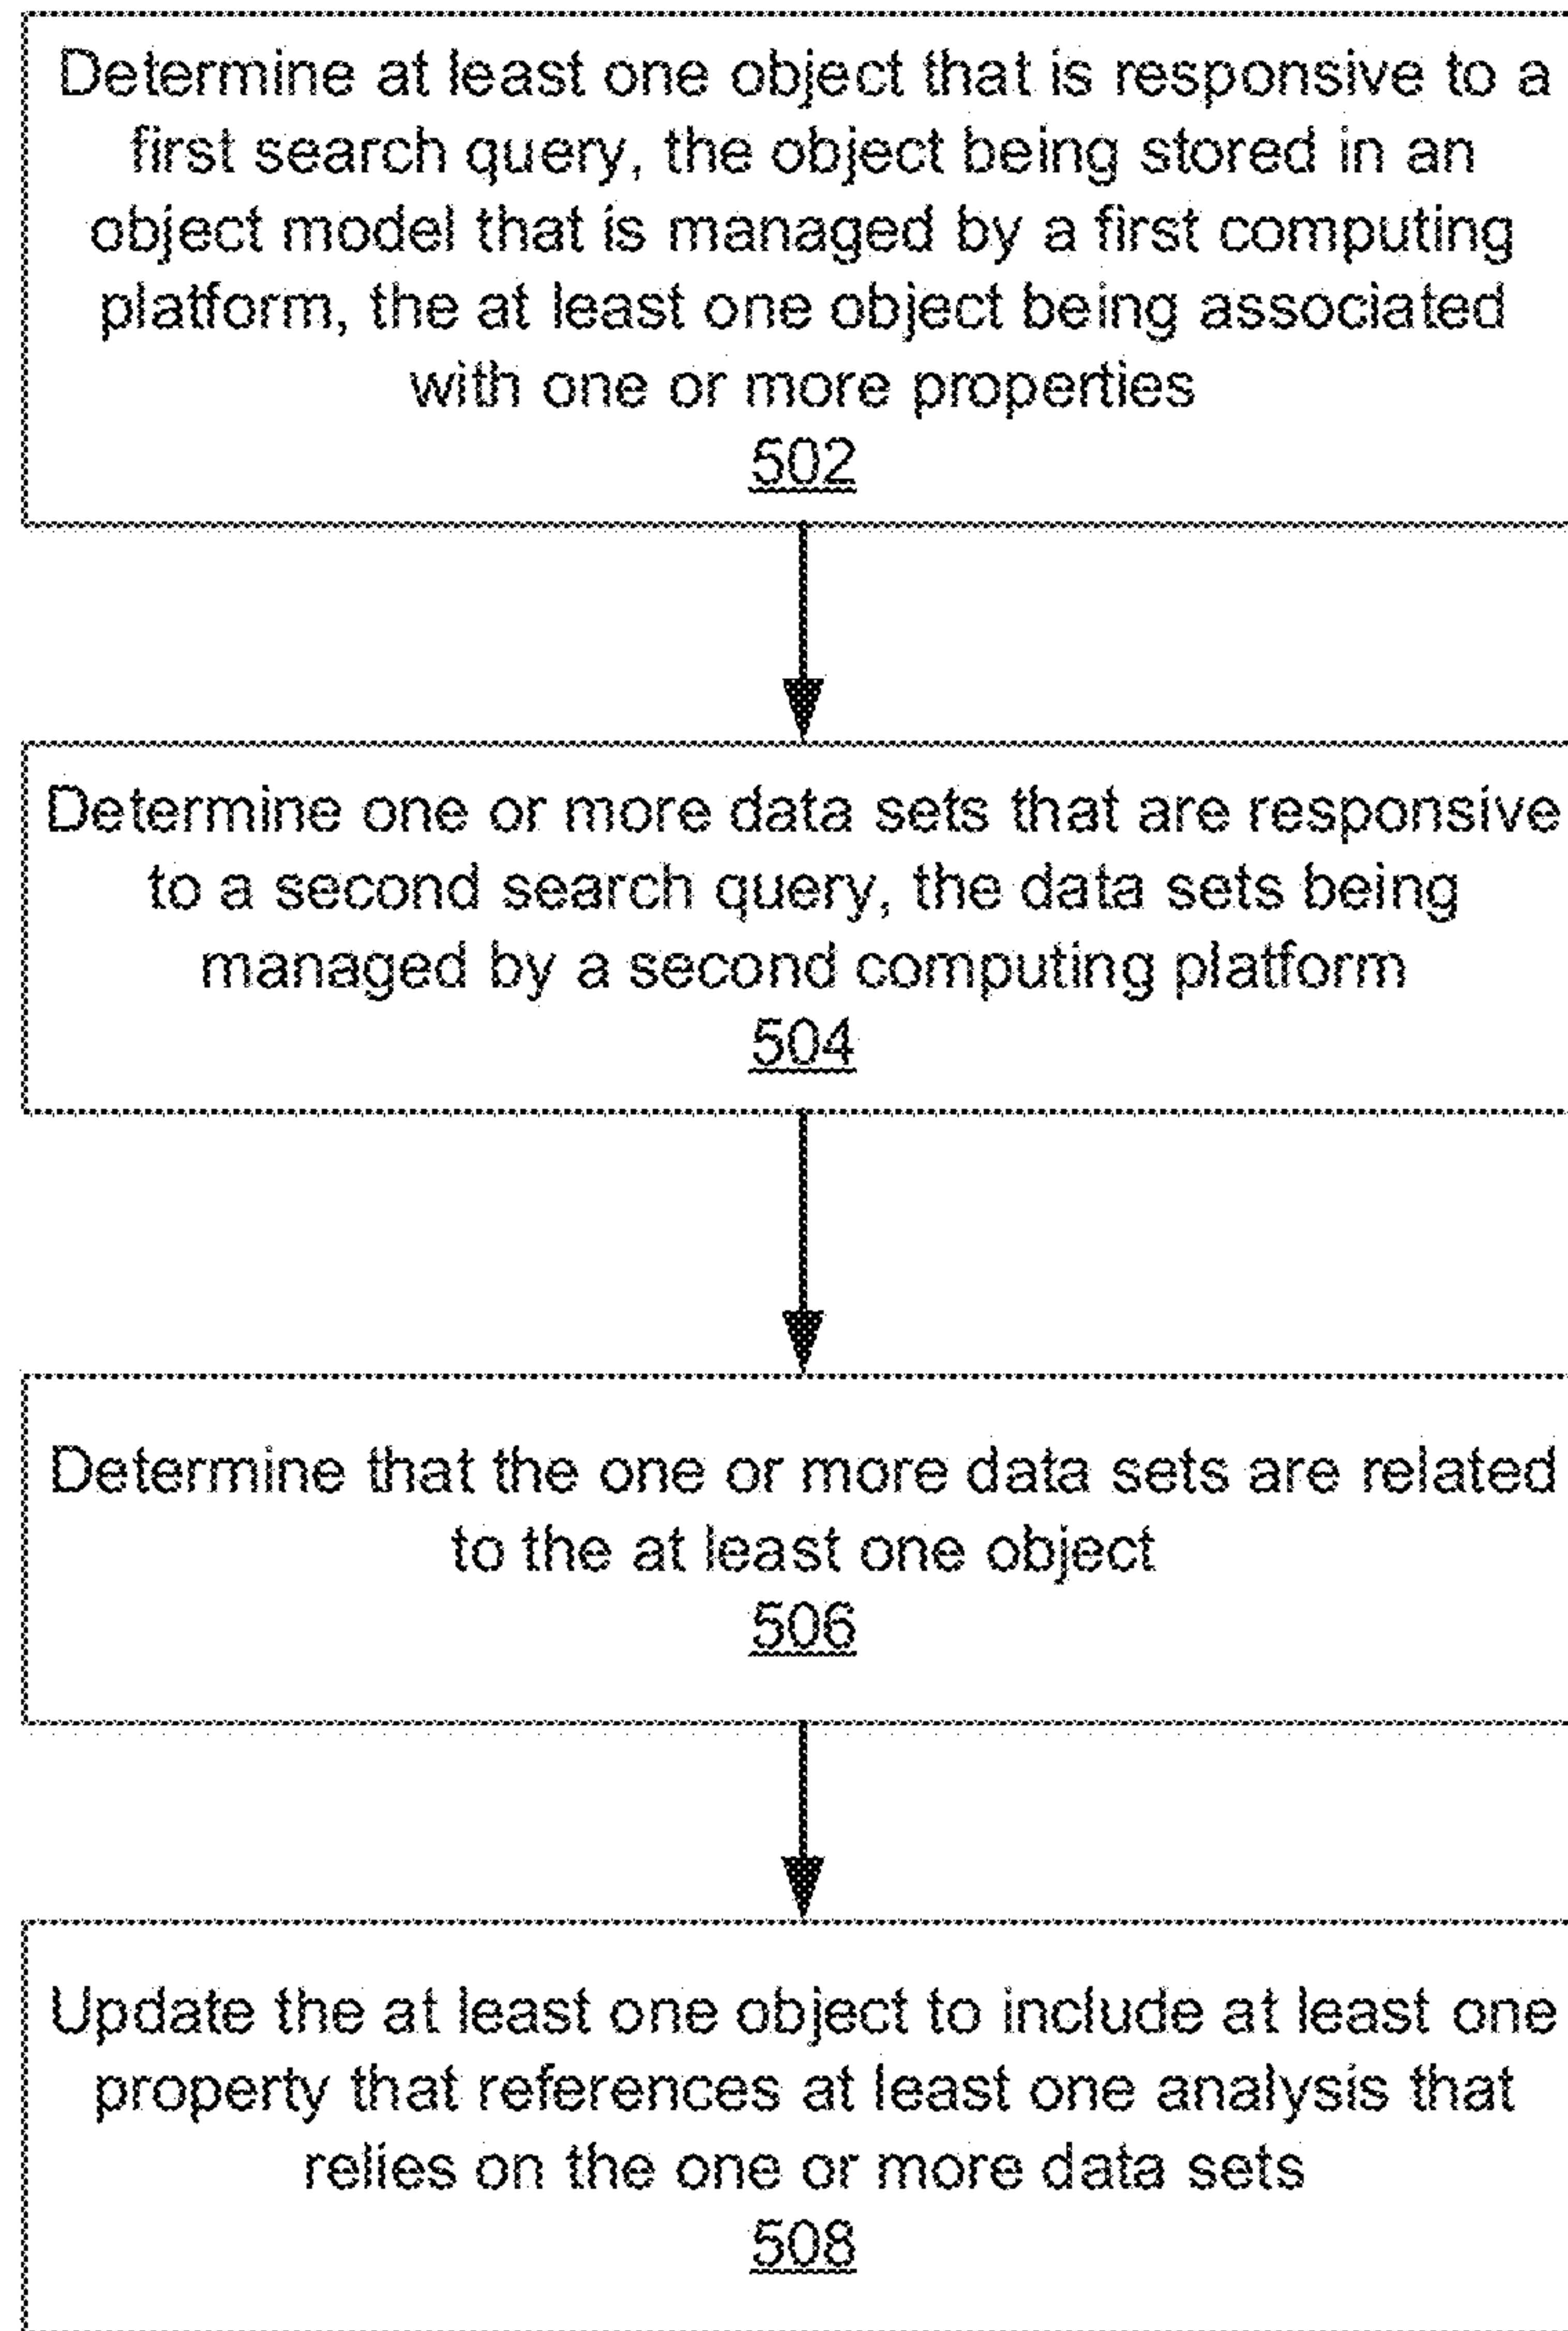 Determine at least one object that is responsive to a
first search query, the object being stored in an
object model that is managed by a first computing
platform, the at least one object being associated
with one or more properties
502
Determine one or more data sets that are responsive
to a second search query, the data sets being
managed by a second computing platform
504
Determine that the one or more data sets are related
to the at least one object
506
Update the at least one object to include at least one
property that references at least one analysis that
relies on the one or more data sets
508